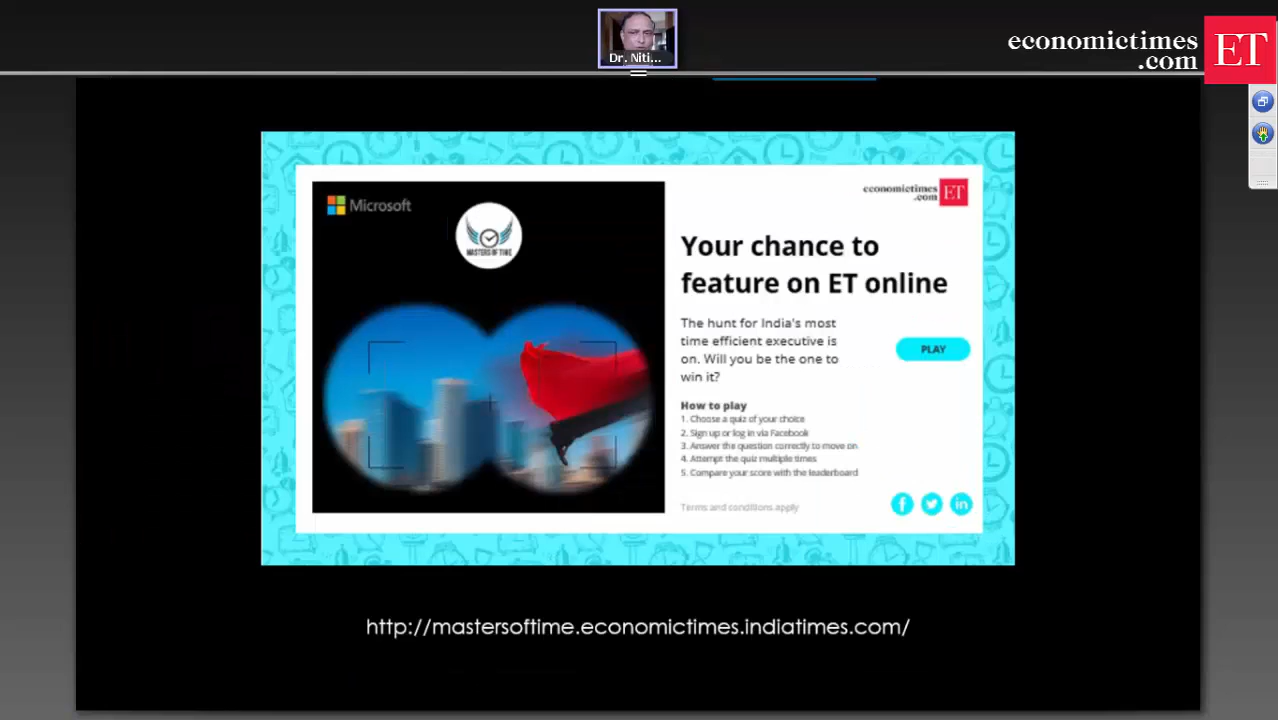 Dr. Niti...
economictimes
.com
ET
Microsoft
MASTERS OF TIME
economictimes
.com
ET
Your chance to
feature on ET online
The hunt for India's most
time efficient executive is
on. Will you be the one to
win it?
PLAY
How to play
1. Choose a quiz of your choice
2. Sign up or log in via Facebook
3. Answer the question correctly to move on
4. Attempt the quiz multiple times
5. Compare your score with the leaderboard
Terms and conditions apply
f
in
http://mastersoftime.economictimes.indiatimes.com/